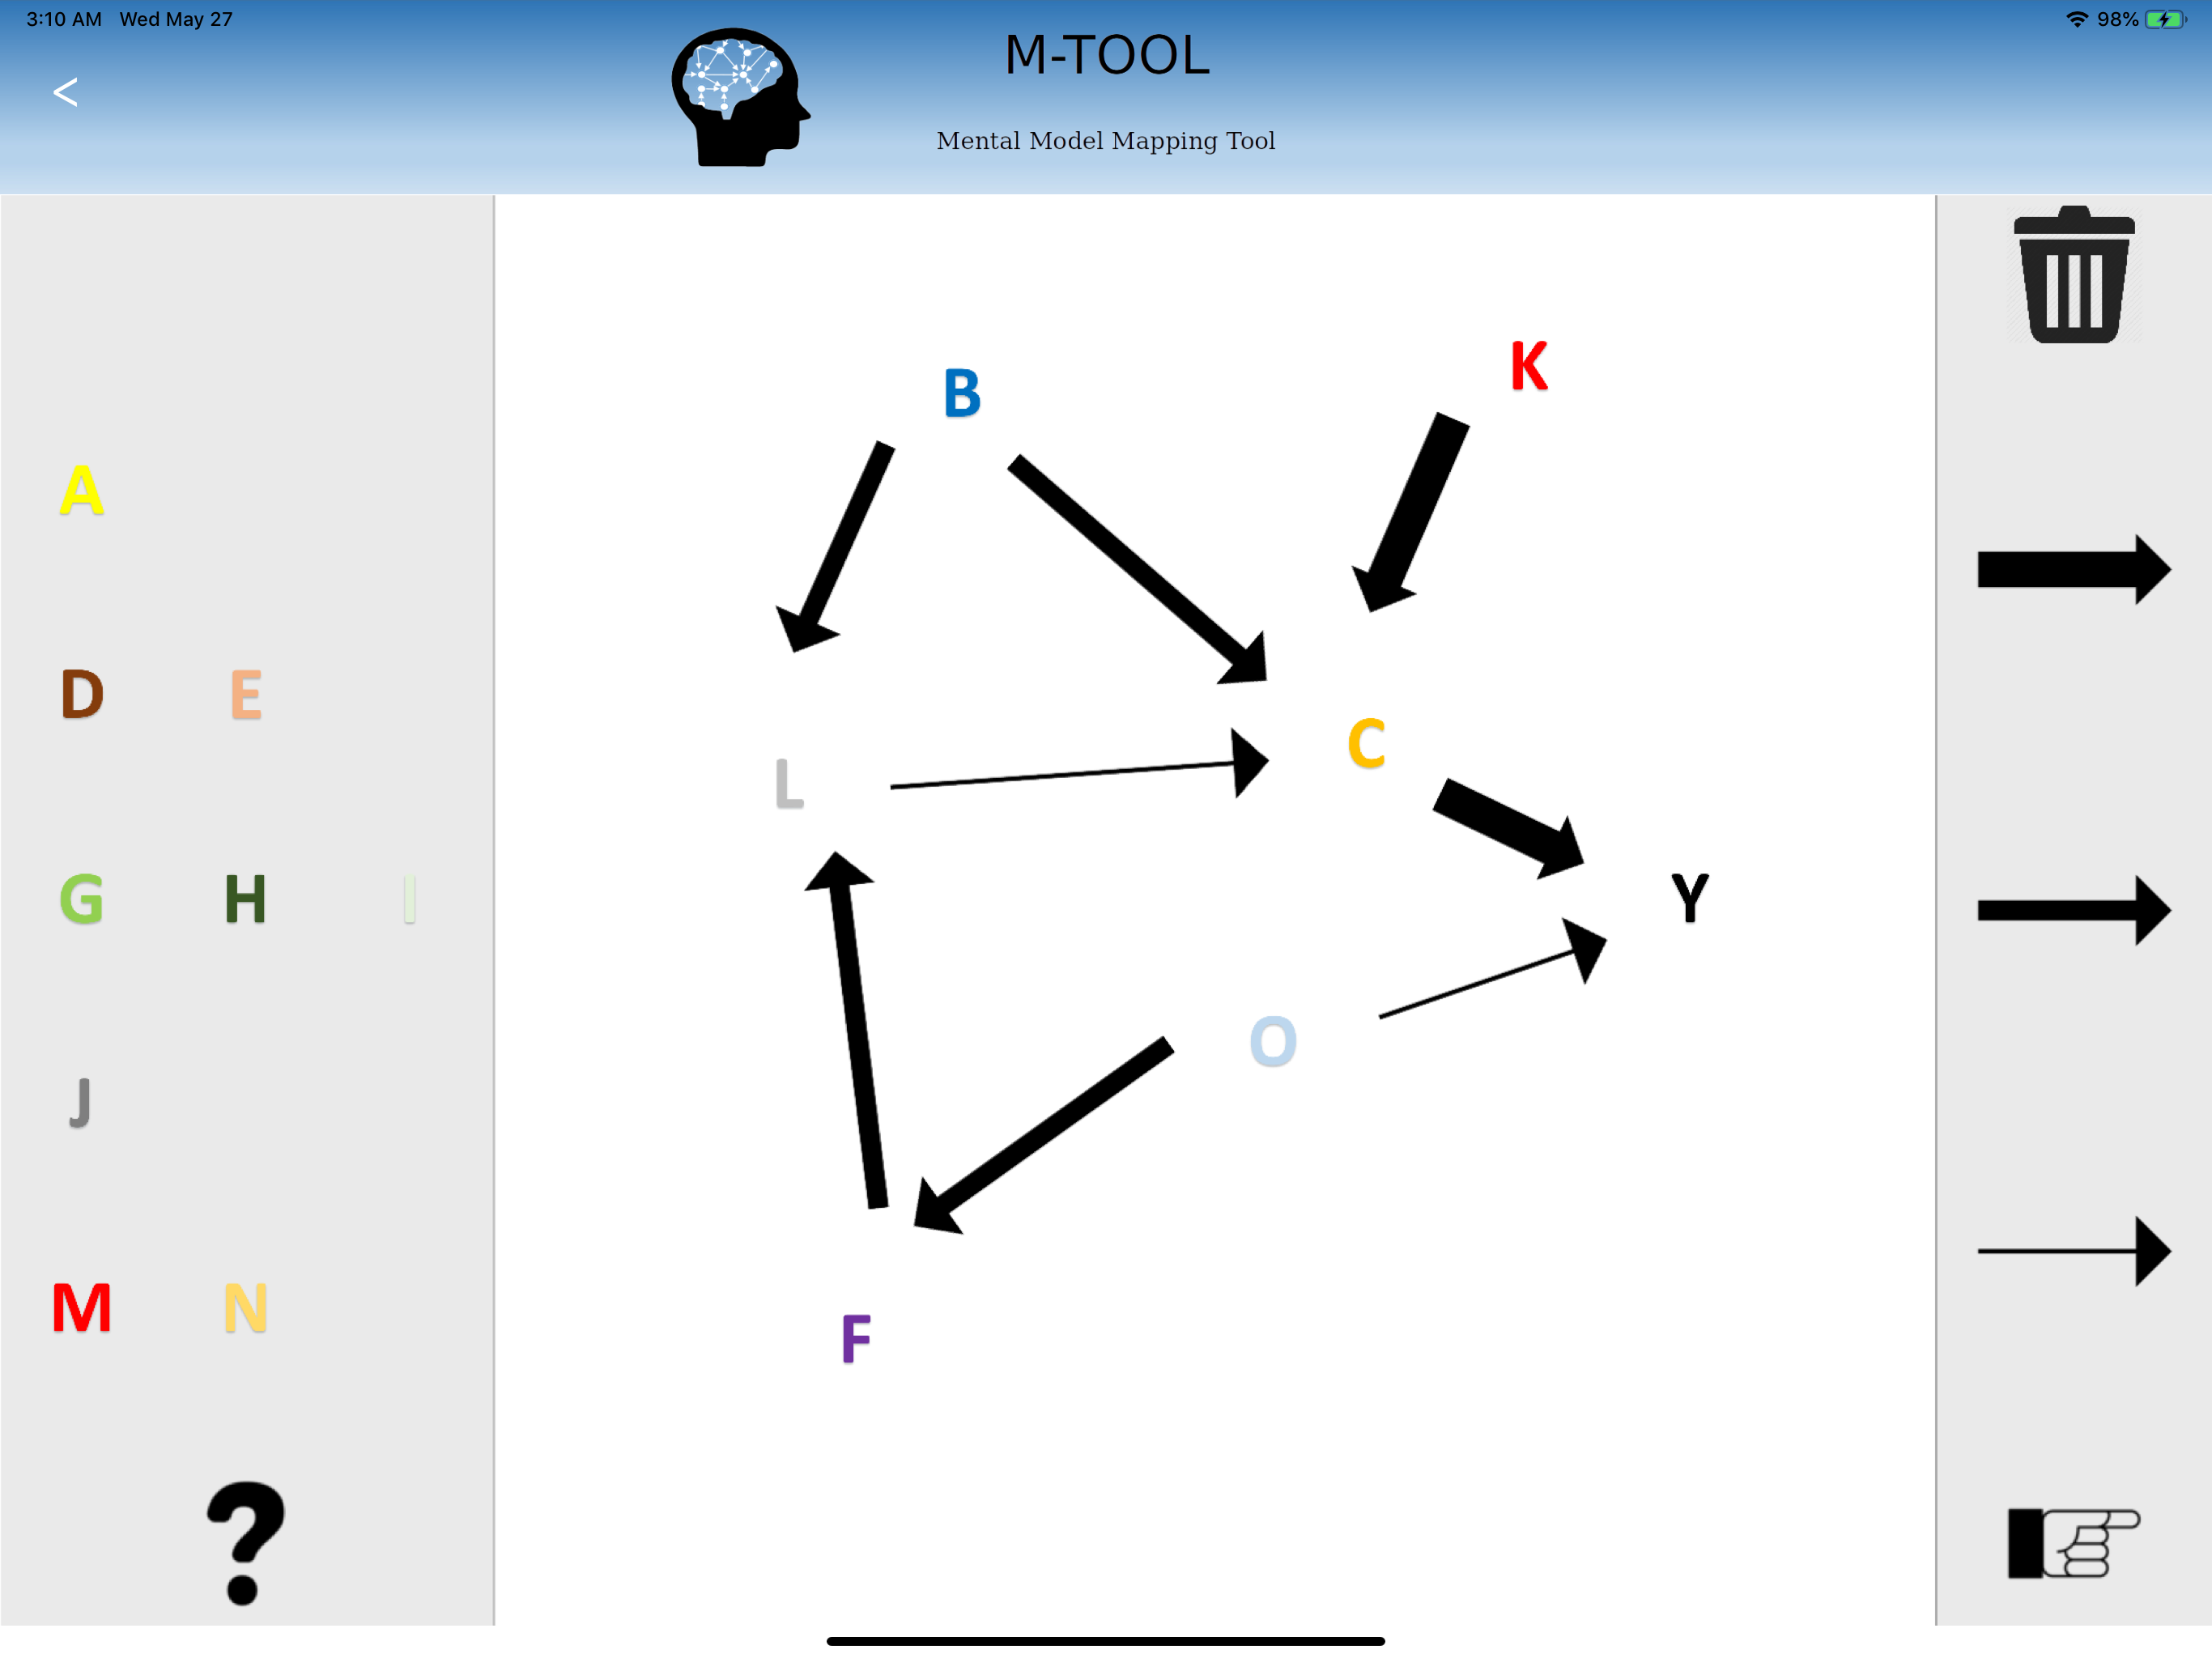 3:10 AM Wed May 27
98%
<
M-TOOL
Mental Model Mapping Tool
B
K
A
D E
L
C
G H I
Y
O
J
M N
F
?